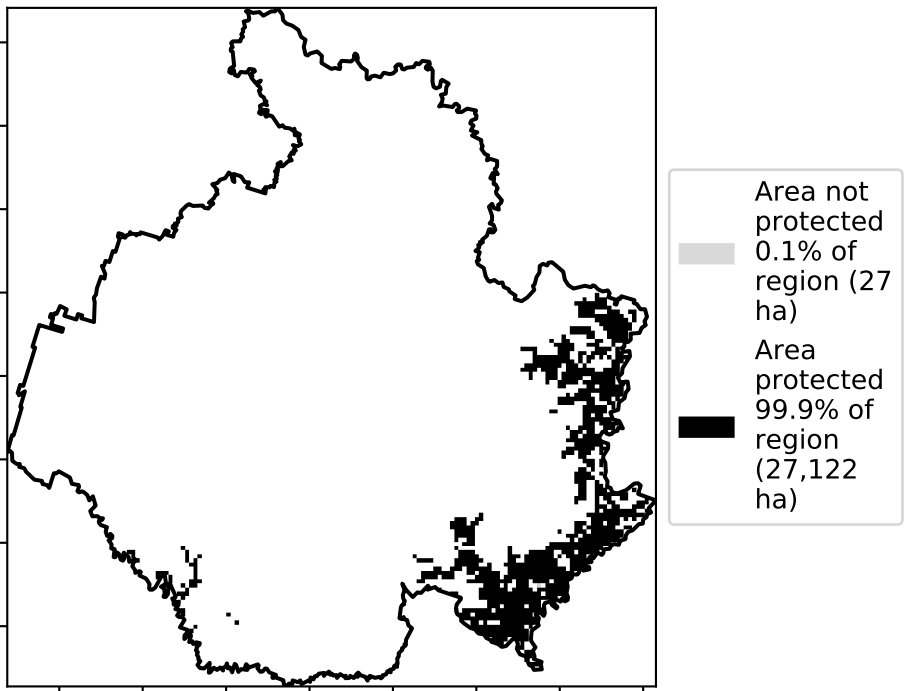 Area not
protected
0.1% of
region (27
ha)
Area
protected
99.9% of
region
(27,122
ha)